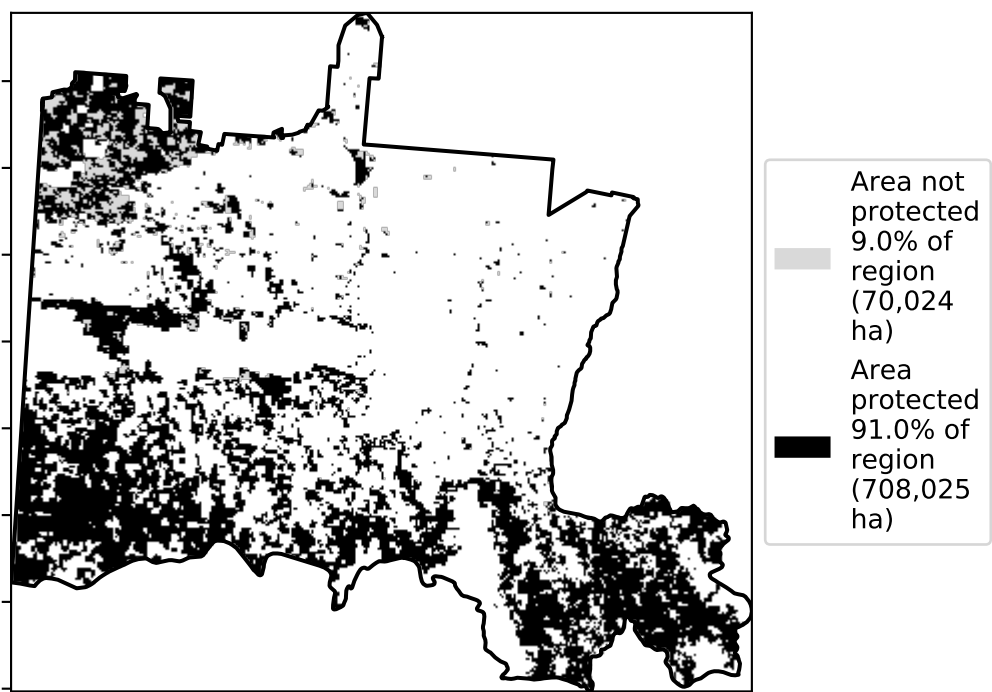 Area not
protected
9.0% of
region
(70,024
ha)
Area
protected
91.0% of
region
(708,025
ha)